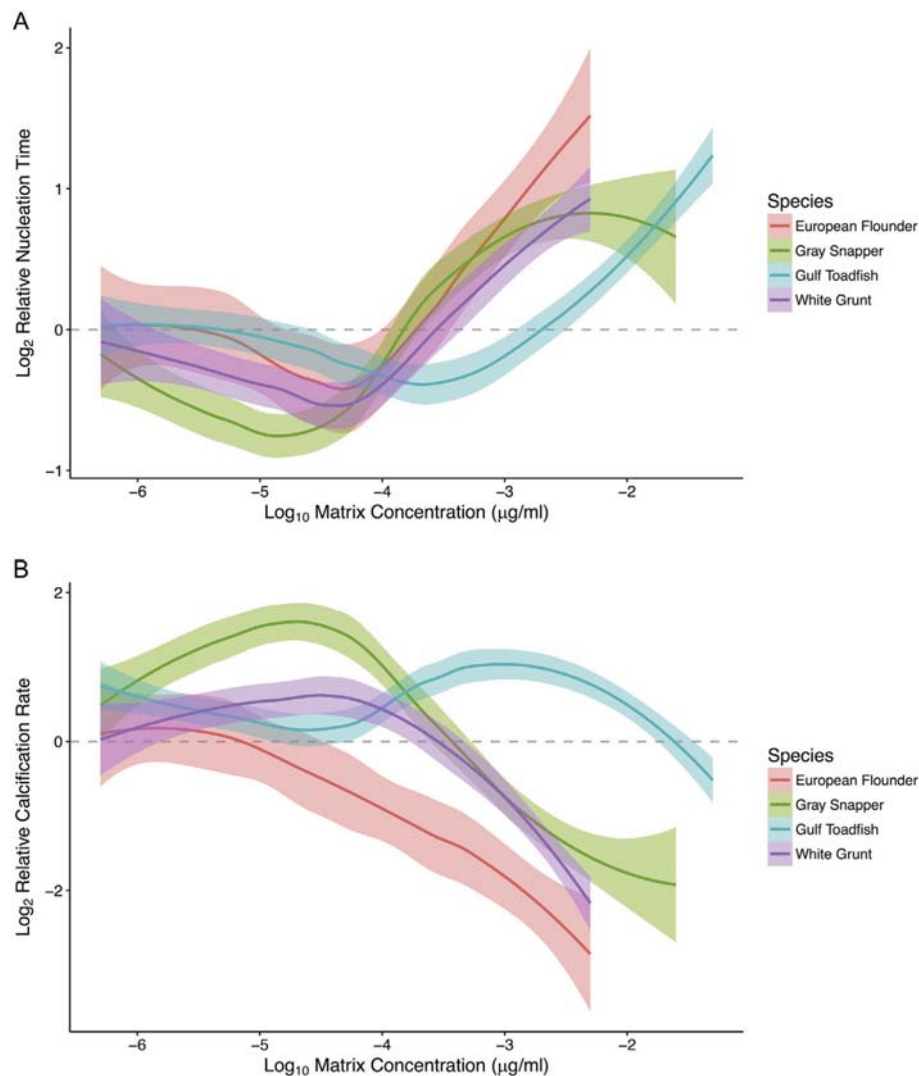 A
Log₂ Relative Nucleation Time
2
1
0
−1
−6
−5
−4
−3
−2
Log₁₀ Matrix Concentration (μg/ml)
Species
European Flounder
Gray Snapper
Gulf Toadfish
White Grunt
B
Log₂ Relative Calcification Rate
2
0
−2
−6
−5
−4
−3
−2
Log₁₀ Matrix Concentration (μg/ml)
Species
European Flounder
Gray Snapper
Gulf Toadfish
White Grunt